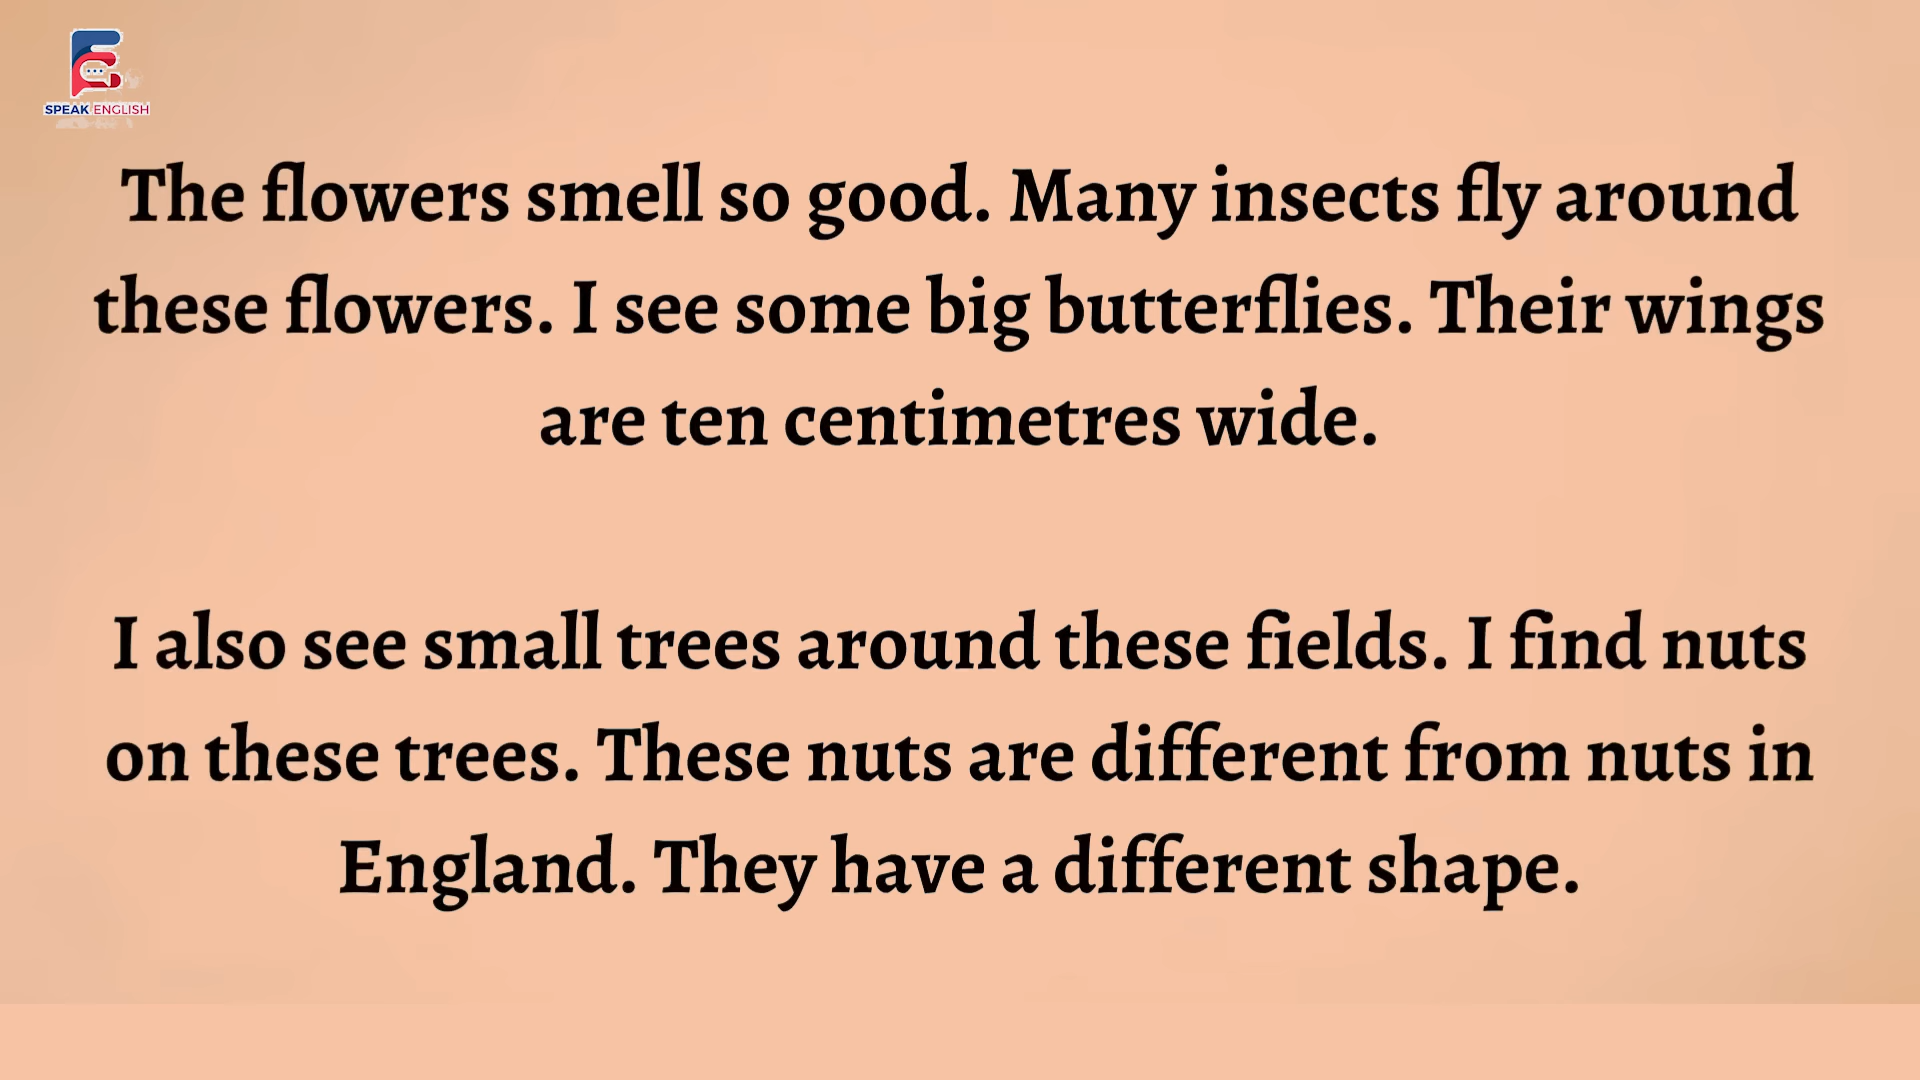 SPEAK ENGLISH
The flowers smell so good. Many insects fly around
these flowers. I see some big butterflies. Their wings
are ten centimetres wide.
I also see small trees around these fields. I find nuts
on these trees. These nuts are different from nuts in
England. They have a different shape.